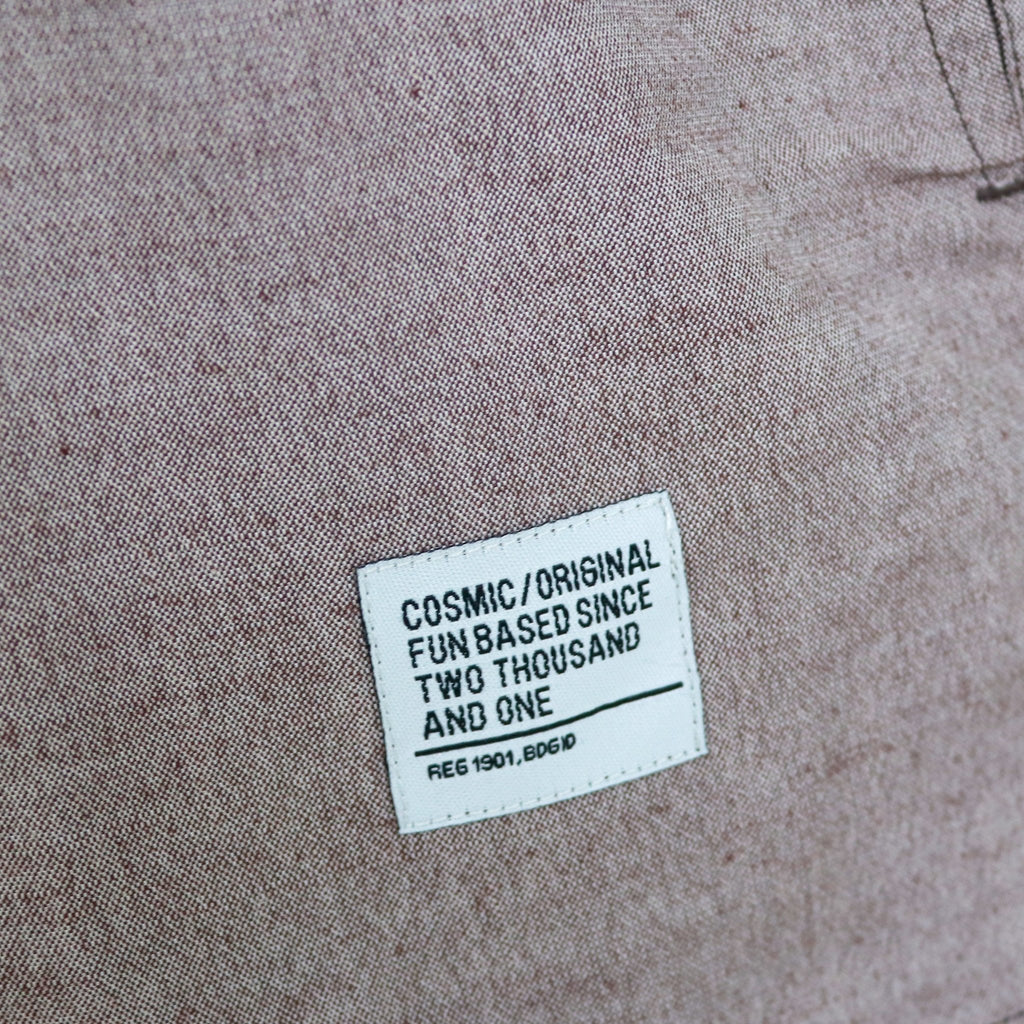 COSMIC/ORIGINAL
FUN BASED SINCE
TWO THOUSAND
AND ONE
REG 1901, BDG ID